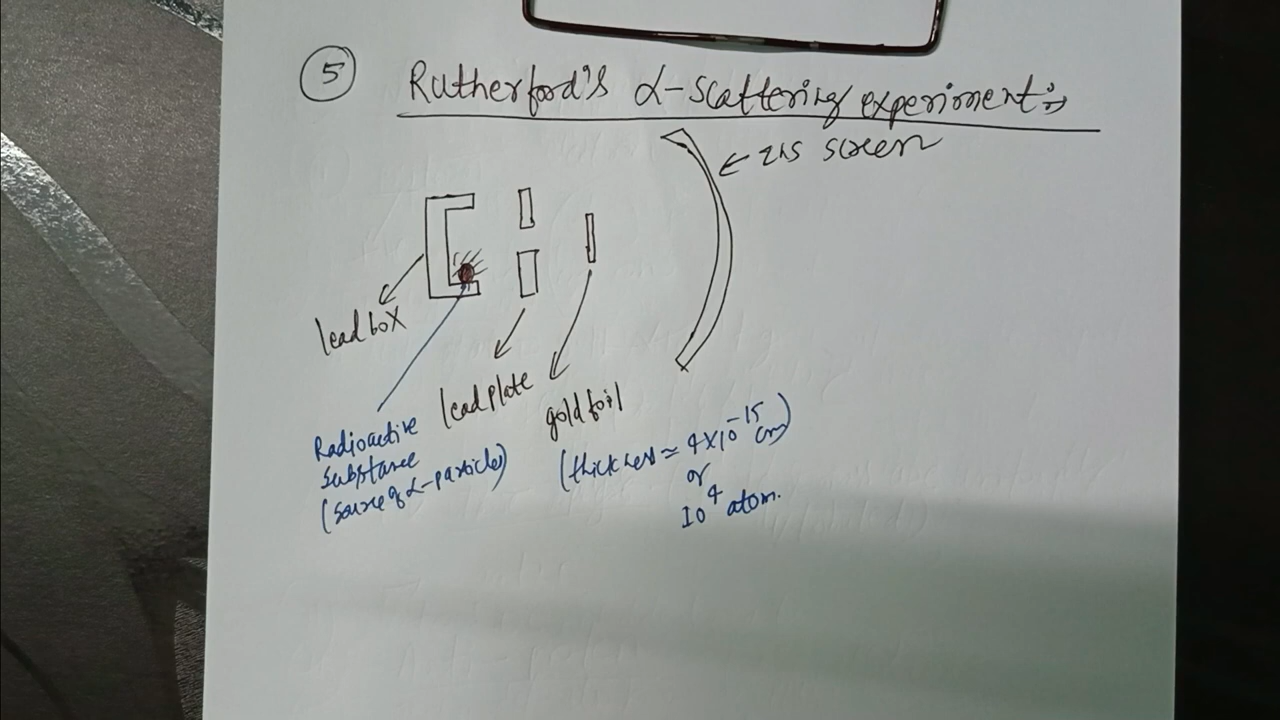 5 Rutherford's α-scattering experiment :→
← ZnS screen
lead box
lead plate
gold foil
Radioactive
substance
(source of α-particles)
(thickness ≃ 4×10⁻¹⁵ cm)
or
10⁴ atom.